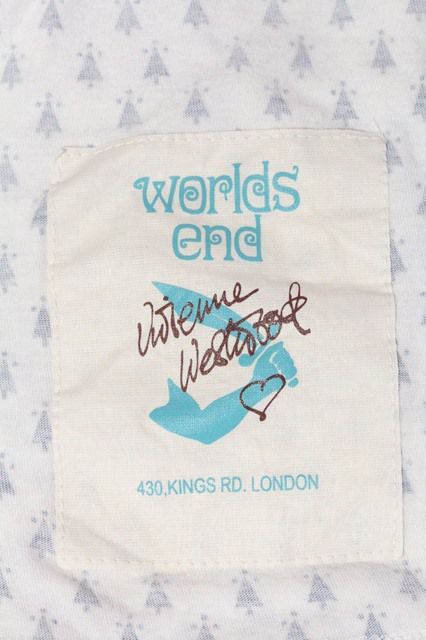 worlds
end
Vivienne
Westwood
430,KINGS RD. LONDON